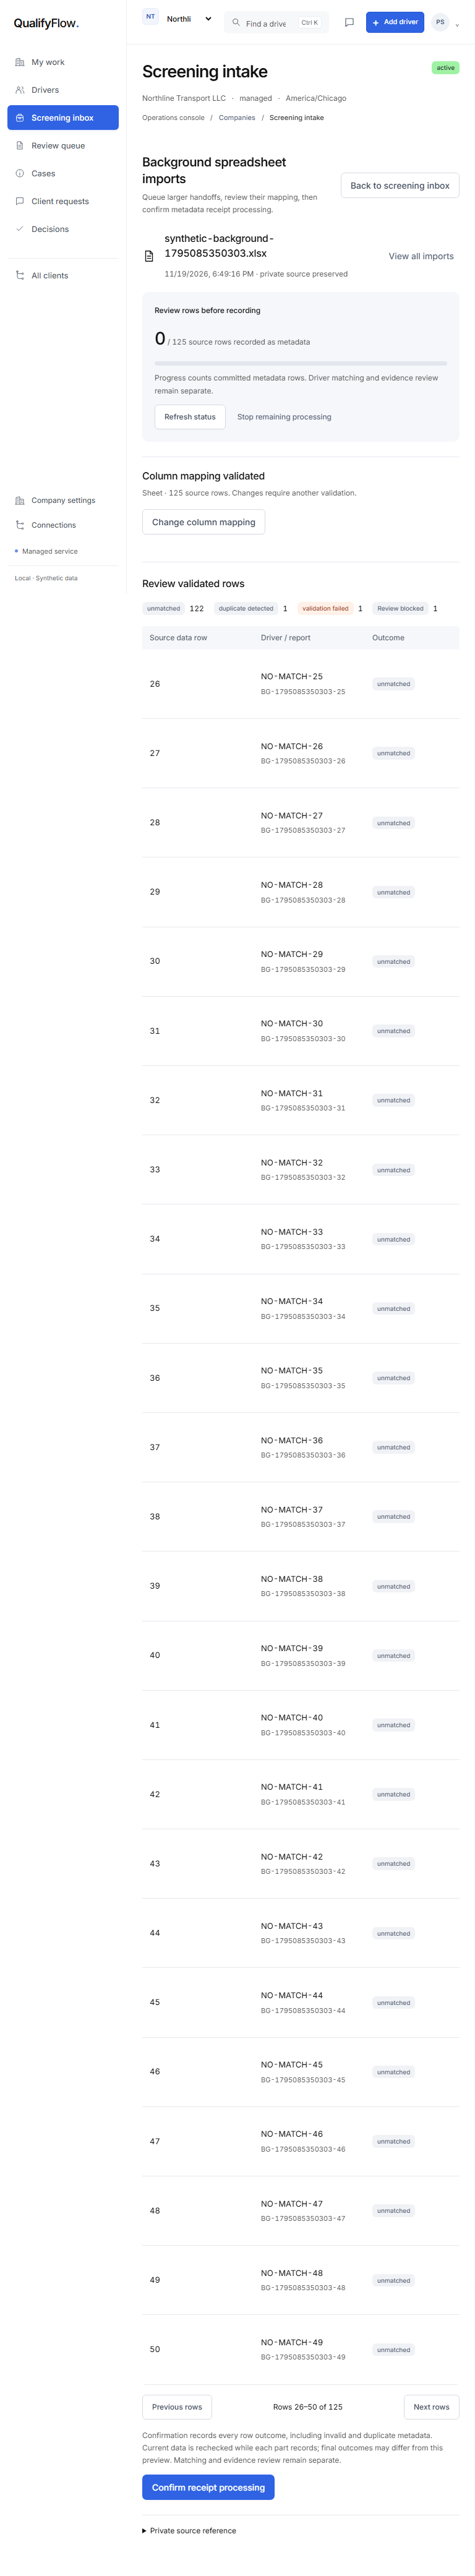 QualifyFlow.
My work
Drivers
Screening inbox
Review queue
Cases
Client requests
Decisions
All clients
Company settings
Connections
Managed service
Local · Synthetic data
NT
Northli
Find a drive
Ctrl K
Add driver
PS
Screening intake
active
Northline Transport LLC · managed · America/Chicago
Operations console / Companies / Screening intake
Background spreadsheet
imports
Queue larger handoffs, review their mapping, then
confirm metadata receipt processing.
Back to screening inbox
synthetic-background-
1795085350303.xlsx
11/19/2026, 6:49:16 PM · private source preserved
View all imports
Review rows before recording
0 / 125 source rows recorded as metadata
Progress counts committed metadata rows. Driver matching and evidence review
remain separate.
Refresh status
Stop remaining processing
Column mapping validated
Sheet · 125 source rows. Changes require another validation.
Change column mapping
Review validated rows
unmatched 122 duplicate detected 1 validation failed 1 Review blocked 1
Source data row Driver / report Outcome
26 NO-MATCH-25 unmatched
BG-1795085350303-25
27 NO-MATCH-26 unmatched
BG-1795085350303-26
28 NO-MATCH-27 unmatched
BG-1795085350303-27
29 NO-MATCH-28 unmatched
BG-1795085350303-28
30 NO-MATCH-29 unmatched
BG-1795085350303-29
31 NO-MATCH-30 unmatched
BG-1795085350303-30
32 NO-MATCH-31 unmatched
BG-1795085350303-31
33 NO-MATCH-32 unmatched
BG-1795085350303-32
34 NO-MATCH-33 unmatched
BG-1795085350303-33
35 NO-MATCH-34 unmatched
BG-1795085350303-34
36 NO-MATCH-35 unmatched
BG-1795085350303-35
37 NO-MATCH-36 unmatched
BG-1795085350303-36
38 NO-MATCH-37 unmatched
BG-1795085350303-37
39 NO-MATCH-38 unmatched
BG-1795085350303-38
40 NO-MATCH-39 unmatched
BG-1795085350303-39
41 NO-MATCH-40 unmatched
BG-1795085350303-40
42 NO-MATCH-41 unmatched
BG-1795085350303-41
43 NO-MATCH-42 unmatched
BG-1795085350303-42
44 NO-MATCH-43 unmatched
BG-1795085350303-43
45 NO-MATCH-44 unmatched
BG-1795085350303-44
46 NO-MATCH-45 unmatched
BG-1795085350303-45
47 NO-MATCH-46 unmatched
BG-1795085350303-46
48 NO-MATCH-47 unmatched
BG-1795085350303-47
49 NO-MATCH-48 unmatched
BG-1795085350303-48
50 NO-MATCH-49 unmatched
BG-1795085350303-49
Previous rows
Rows 26–50 of 125
Next rows
Confirmation records every row outcome, including invalid and duplicate metadata.
Current data is rechecked while each part records; final outcomes may differ from this
preview. Matching and evidence review remain separate.
Confirm receipt processing
Private source reference